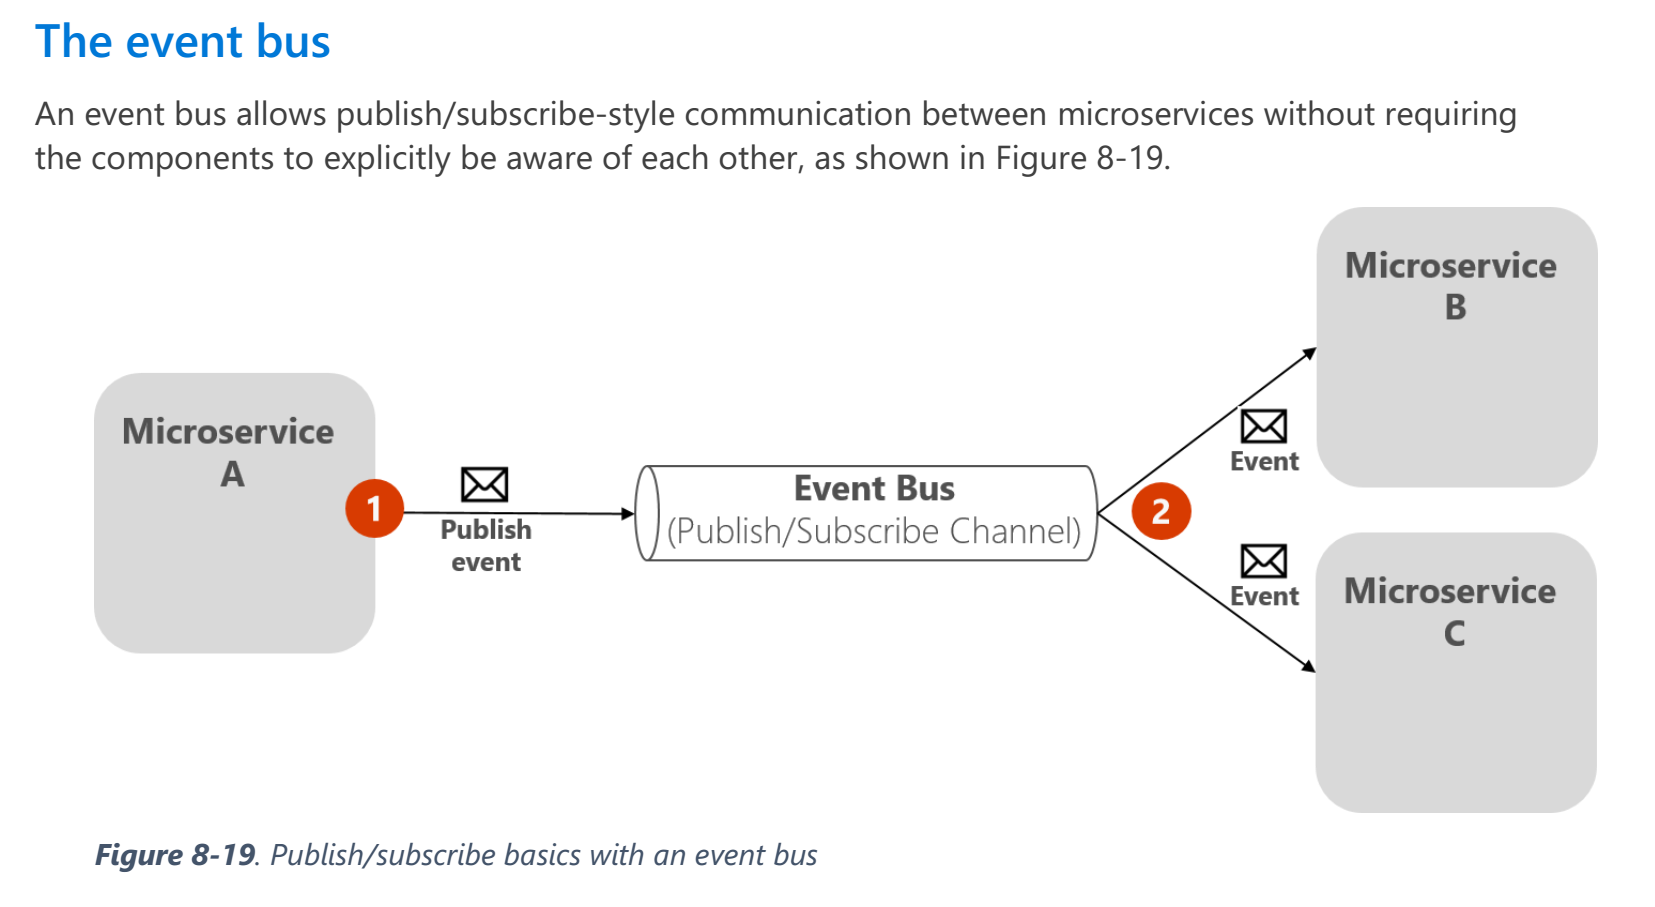 The event bus
An event bus allows publish/subscribe-style communication between microservices without requiring
the components to explicitly be aware of each other, as shown in Figure 8-19.
Microservice
A
1
Publish
event
Event Bus
(Publish/Subscribe Channel)
2
Event
Microservice
B
Event
Microservice
C
Figure 8-19. Publish/subscribe basics with an event bus